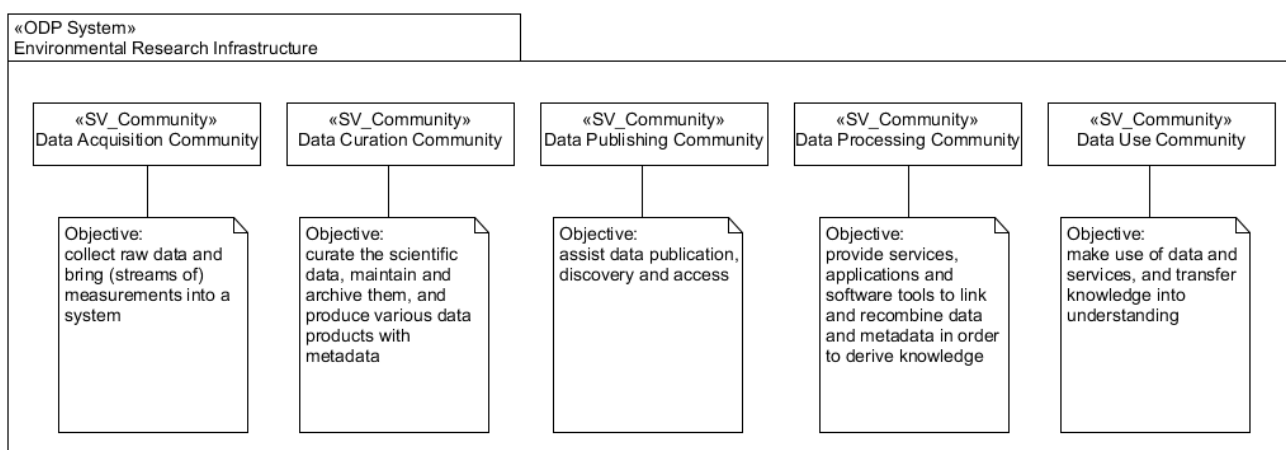 «ODP System»
Environmental Research Infrastructure
«SV_Community»
Data Acquisition Community
«SV_Community»
Data Curation Community
«SV_Community»
Data Publishing Community
«SV_Community»
Data Processing Community
«SV_Community»
Data Use Community
Objective:
collect raw data and
bring (streams of)
measurements into a
system
Objective:
curate the scientific
data, maintain and
archive them, and
produce various data
products with
metadata
Objective:
assist data publication,
discovery and access
Objective:
provide services,
applications and
software tools to link
and recombine data
and metadata in order
to derive knowledge
Objective:
make use of data and
services, and transfer
knowledge into
understanding